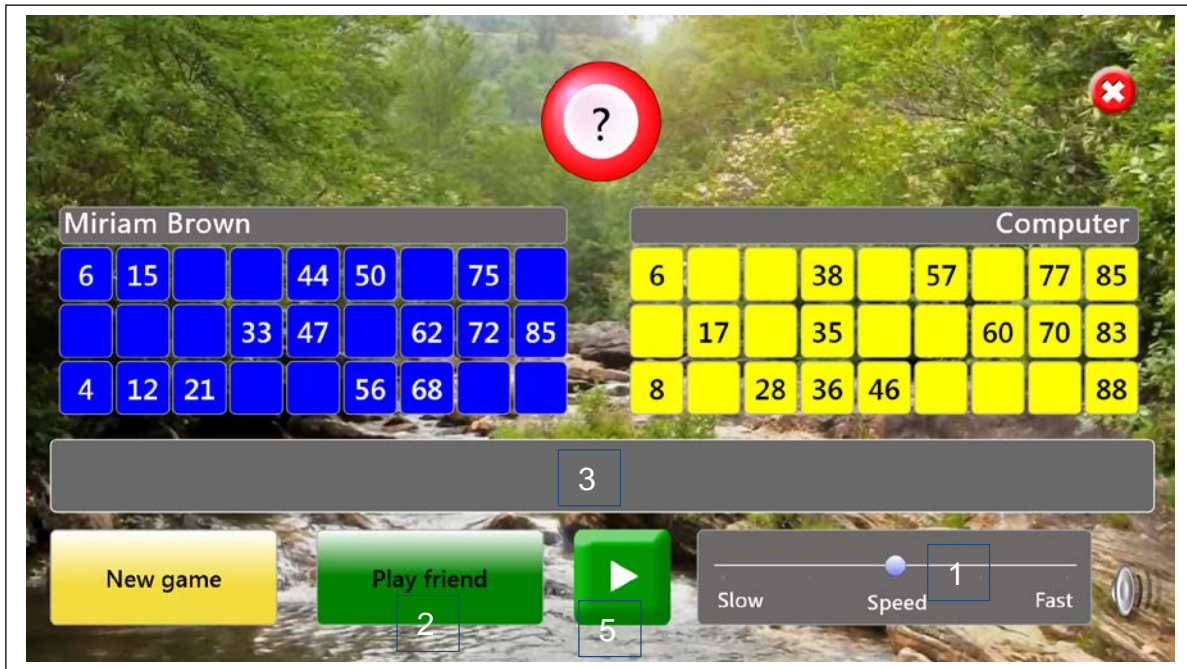 ?
Miriam Brown
Computer
6 15 44 50 75
6 38 57 77 85
33 47 62 72 85
17 35 60 70 83
4 12 21 56 68
8 28 36 46 88
3
New game
Play friend
2
5
1
Slow Speed Fast